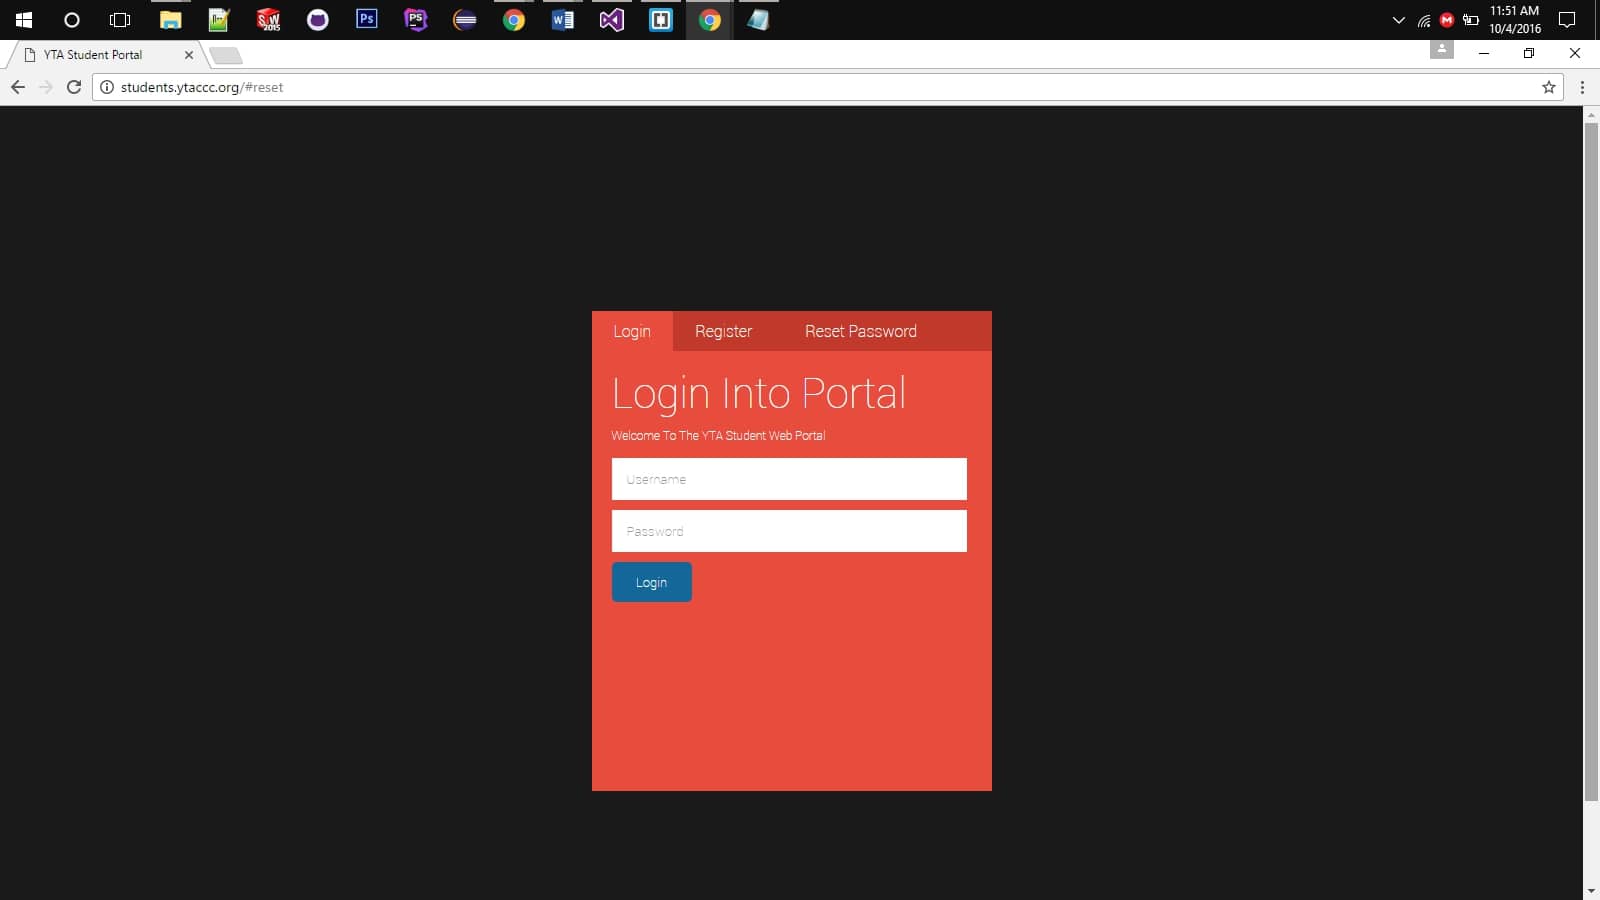 11:51 AM
10/4/2016
YTA Student Portal
students.ytaccc.org/#reset
Login Register Reset Password
Login Into Portal
Welcome To The YTA Student Web Portal
Username
Password
Login